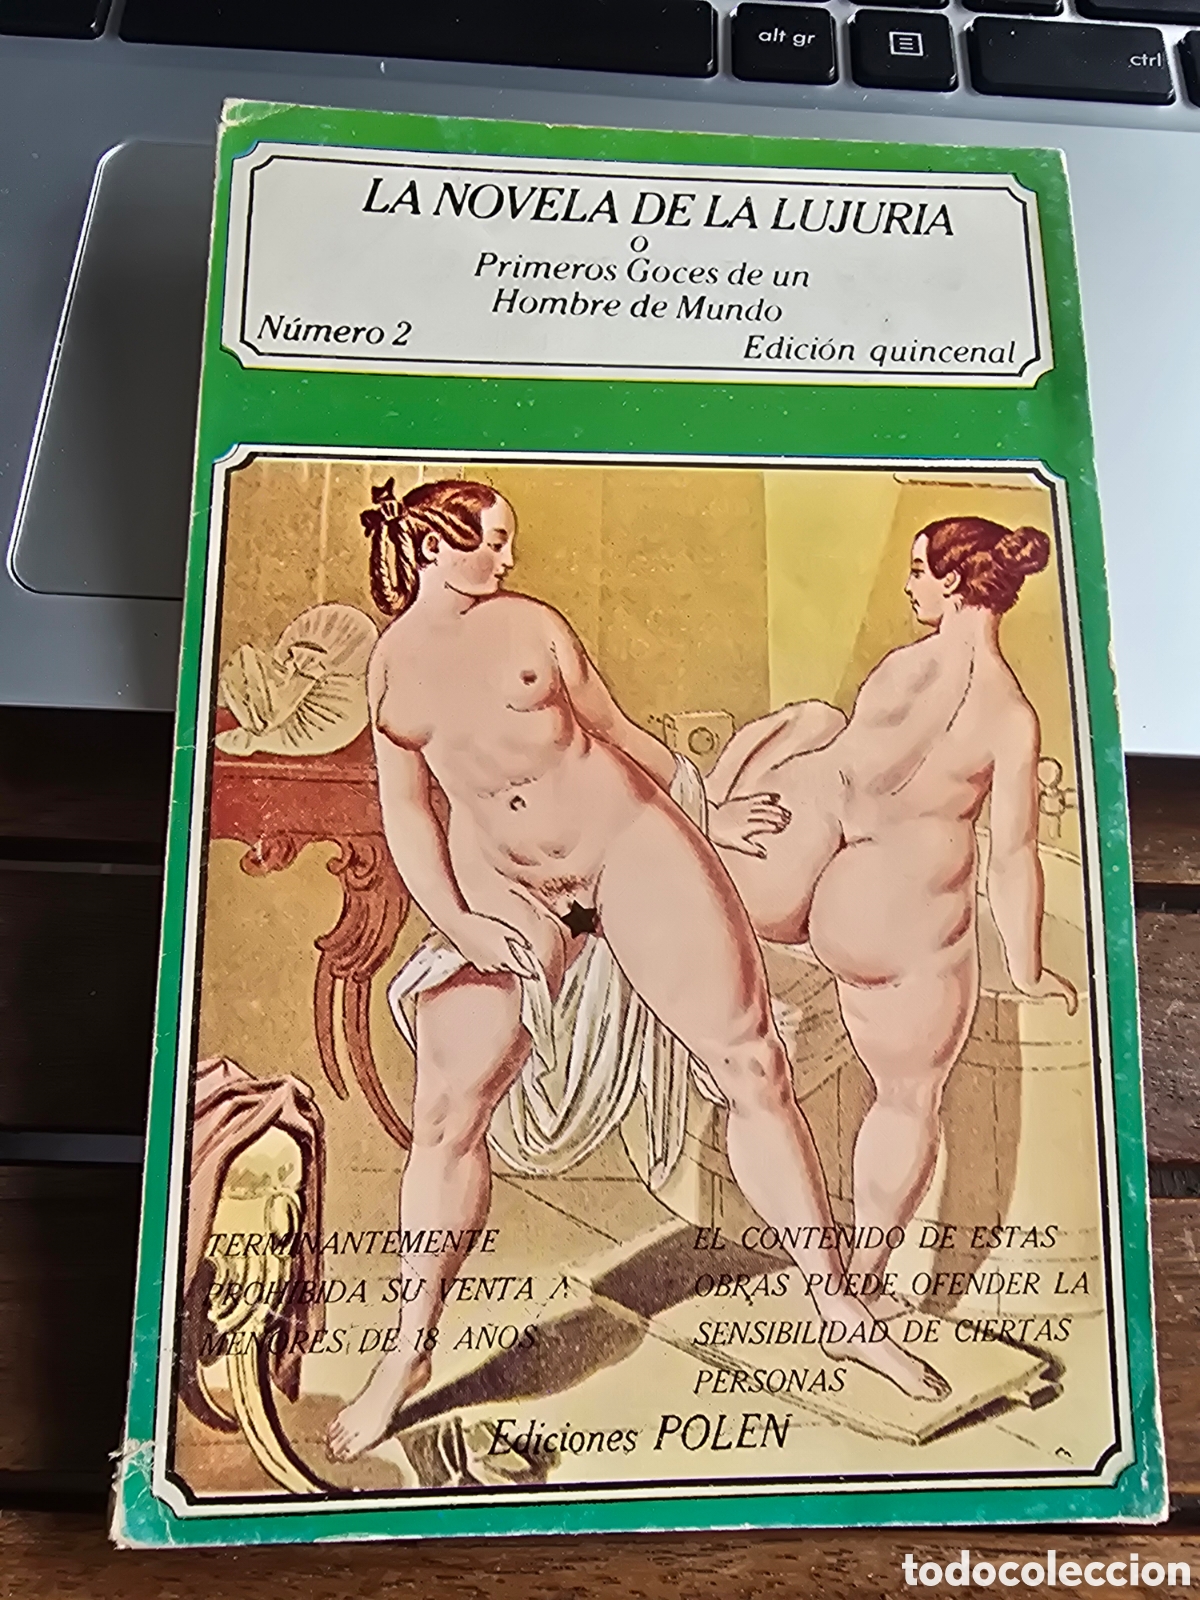 alt gr
ctrl
LA NOVELA DE LA LUJURIA
o
Primeros Goces de un
Hombre de Mundo
Número 2
Edición quincenal
TERMINANTEMENTE
PROHIBIDA SU VENTA A
MENORES DE 18 AÑOS
EL CONTENIDO DE ESTAS
OBRAS PUEDE OFENDER LA
SENSIBILIDAD DE CIERTAS
PERSONAS
Ediciones POLEN
todocoleccion